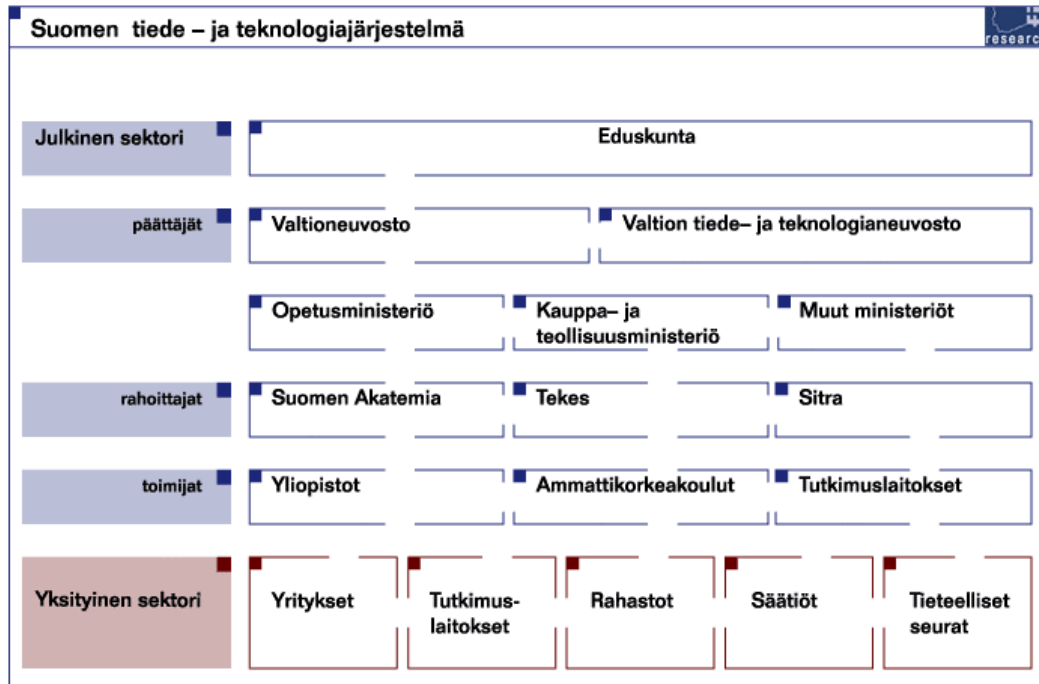 Suomen tiede – ja teknologiajärjestelmä
researc
Julkinen sektori
Eduskunta
päättäjät
Valtioneuvosto
Valtion tiede– ja teknologianeuvosto
Opetusministeriö
Kauppa– ja
teollisuusministeriö
Muut ministeriöt
rahoittajat
Suomen Akatemia
Tekes
Sitra
toimijat
Yliopistot
Ammattikorkeakoulut
Tutkimuslaitokset
Yksityinen sektori
Yritykset
Tutkimus-
laitokset
Rahastot
Säätiöt
Tieteelliset
seurat